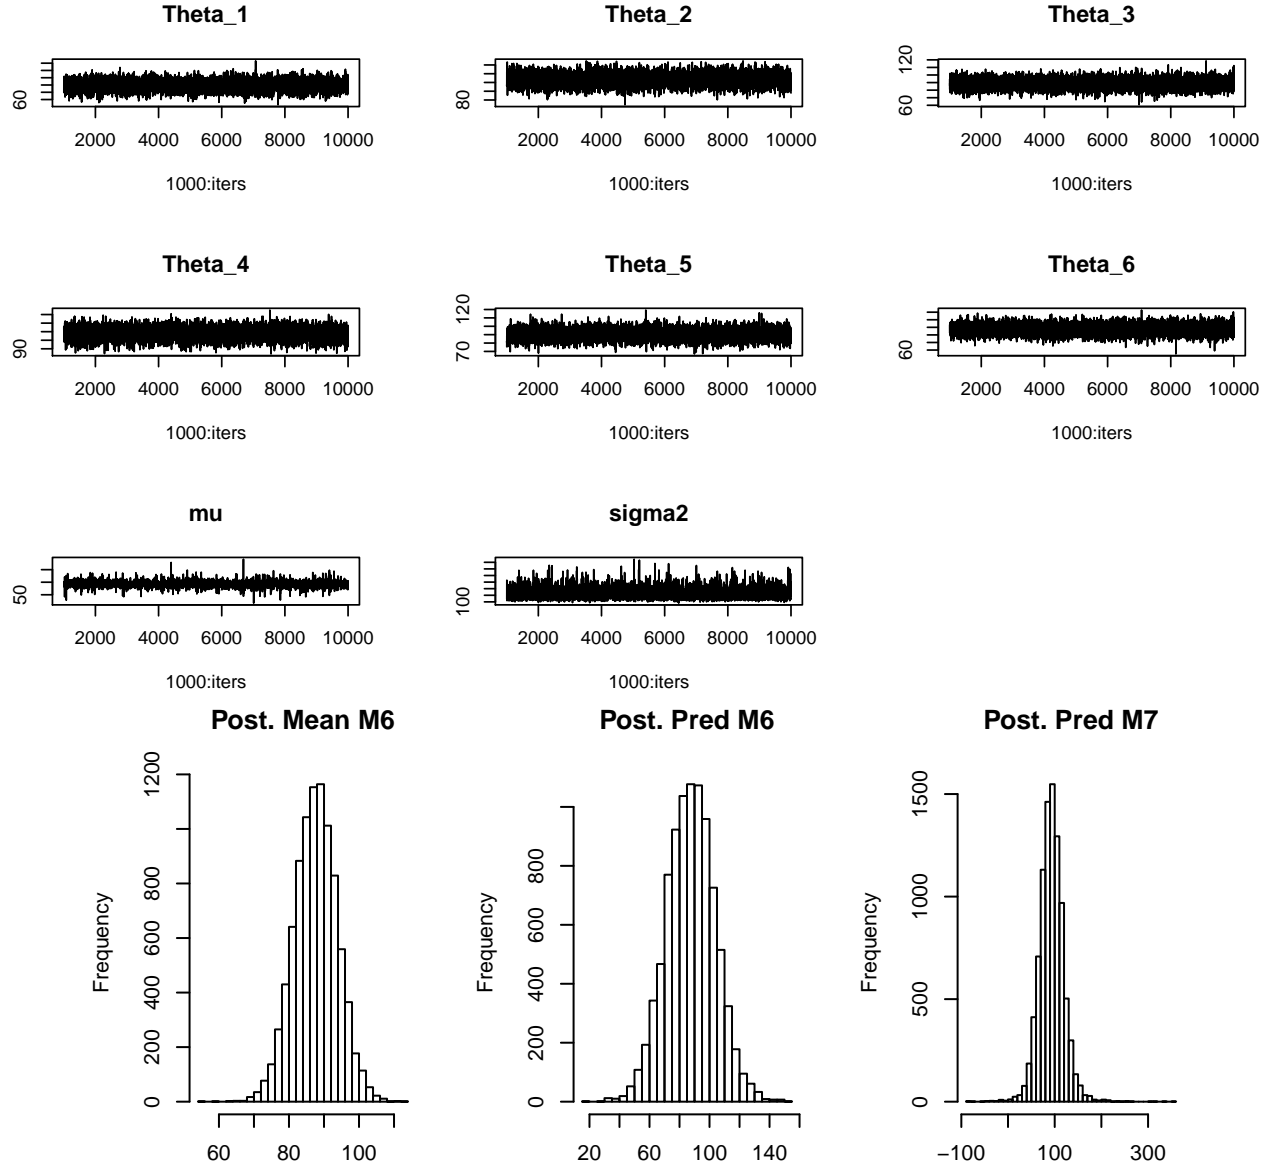 Theta_1 Theta_2 Theta_3
60 80 60 120
2000 4000 6000 8000 10000 2000 4000 6000 8000 10000 2000 4000 6000 8000 10000
1000:iters 1000:iters 1000:iters
Theta_4 Theta_5 Theta_6
90 70 120 60
2000 4000 6000 8000 10000 2000 4000 6000 8000 10000 2000 4000 6000 8000 10000
1000:iters 1000:iters 1000:iters
mu sigma2
50 100
2000 4000 6000 8000 10000 2000 4000 6000 8000 10000
1000:iters 1000:iters
Post. Mean M6 Post. Pred M6 Post. Pred M7
Frequency Frequency Frequency
0 200 400 600 800 1200 0 200 400 600 800 0 500 1000 1500
60 80 100 20 60 100 140 −100 100 300